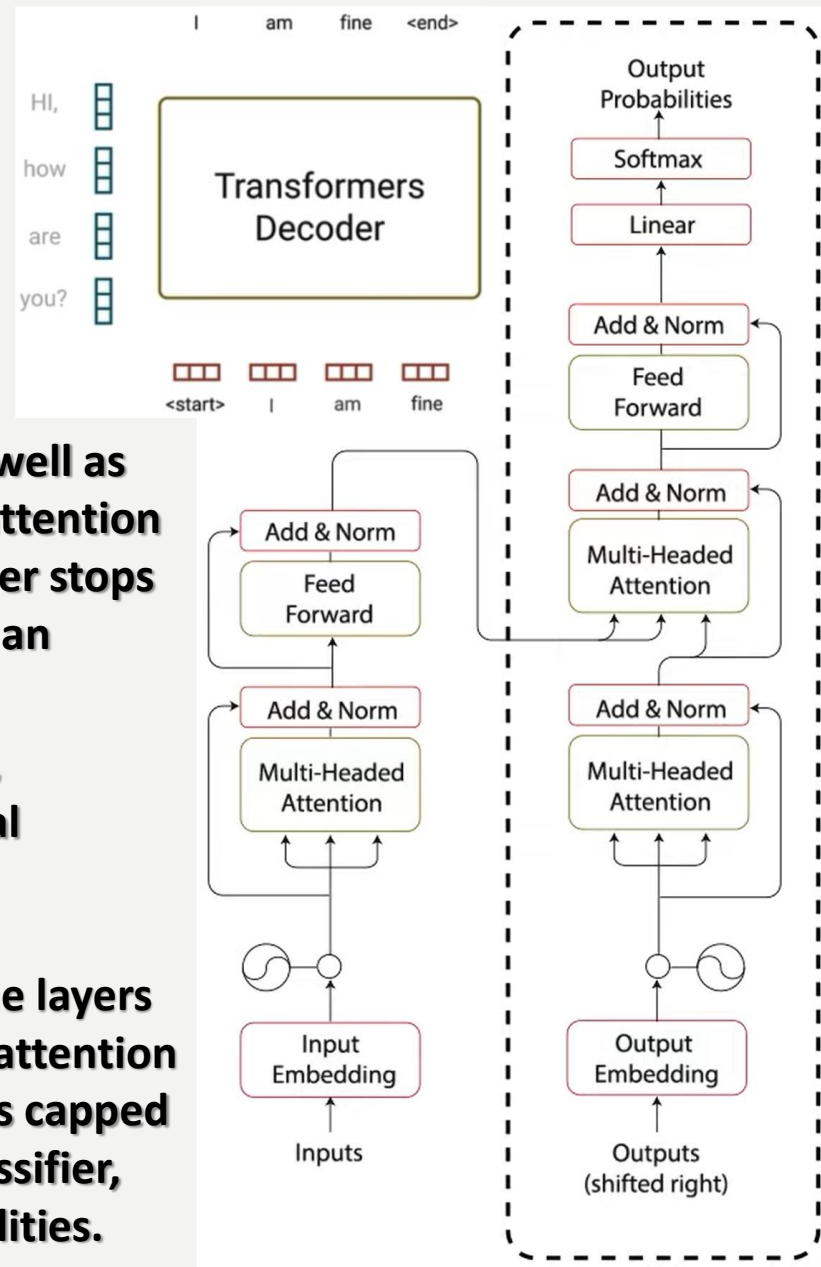 I am fine <end>
HI,
how
are
you?
Transformers
Decoder
<start> I am fine
well as
ttention
er stops
an
al
e layers
attention
s capped
ssifier,
lities.
Add & Norm
Feed
Forward
Add & Norm
Multi-Headed
Attention
Input
Embedding
Inputs
Output
Probabilities
Softmax
Linear
Add & Norm
Feed
Forward
Add & Norm
Multi-Headed
Attention
Add & Norm
Multi-Headed
Attention
Output
Embedding
Outputs
(shifted right)